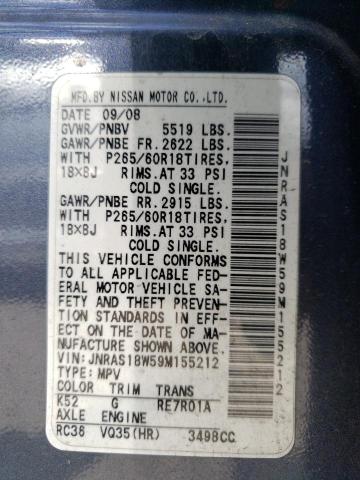 MFD.BY NISSAN MOTOR CO.,LTD.
09/08
GVWR/PNBV 5519 LBS.
GAWR/PNBE FR. 2622 LBS.
WITH P265/60R18TIRES,
18×8J RIMS.AT 33 PSI
COLD SINGLE.
GAWR/PNBE RR. 2915 LBS.
WITH P265/60R18TIRES,
18×8J RIMS.AT 33 PSI
COLD SINGLE.
THIS VEHICLE CONFORMS
TO ALL APPLICABLE FED-
ERAL MOTOR VEHICLE SA-
FETY AND THEFT PREVEN-
TION STANDARDS IN EFF-
ECT ON THE DATE OF MA-
NUFACTURE SHOWN ABOVE.
VIN:JNRAS18W59M155212
TYPE: MPV
COLOR TRIM TRANS
K52 G RE7R01A
AXLE ENGINE
RC38 VQ35(HR) 3498CC
JNRAS18W59M155212